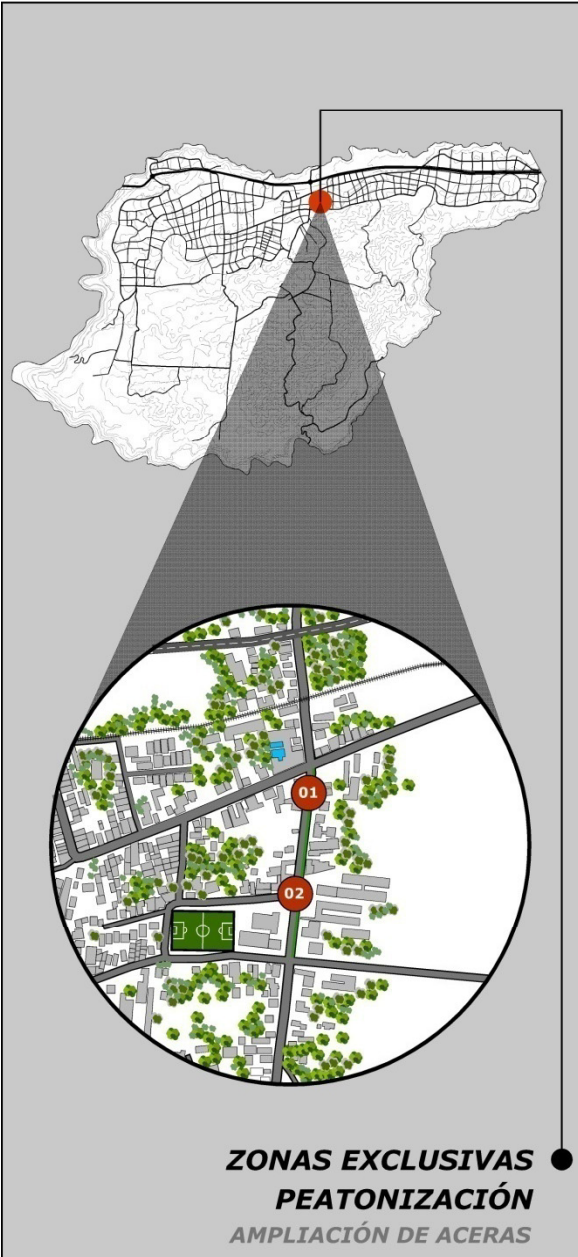 01
02
ZONAS EXCLUSIVAS
PEATONIZACIÓN
AMPLIACIÓN DE ACERAS